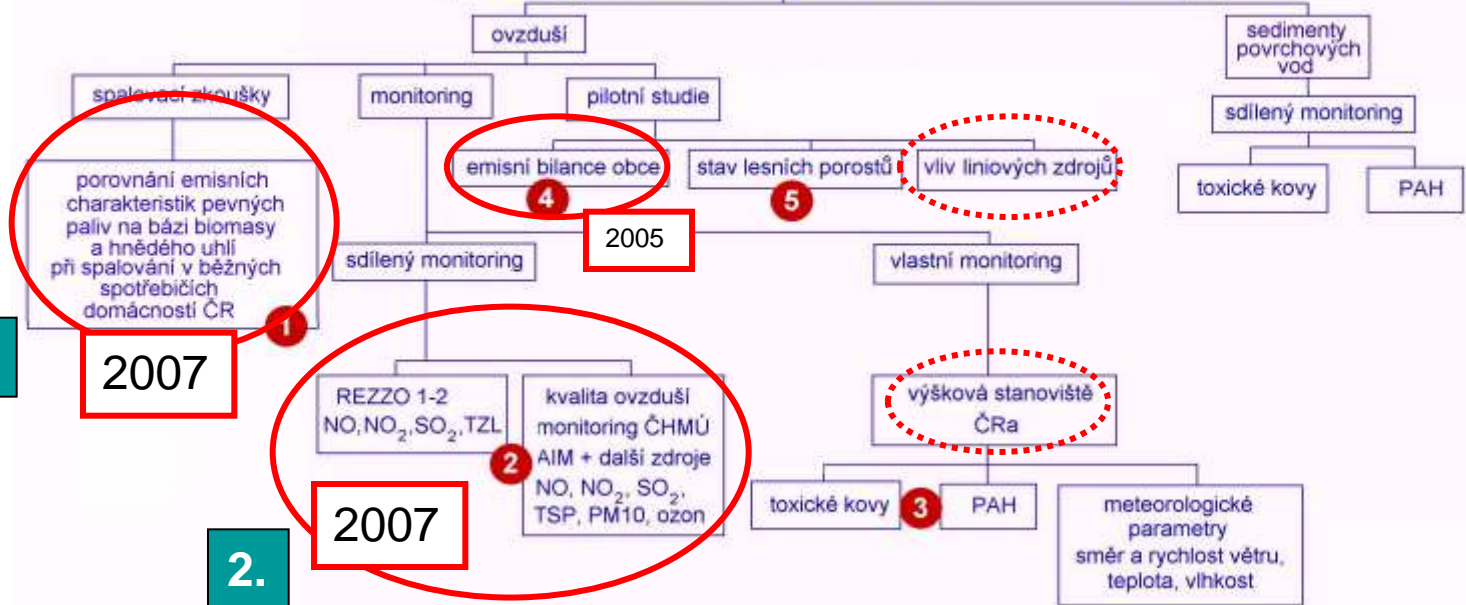 ovzduší
sedimenty
povrchových
vod
spalovací zkoušky
monitoring
pilotní studie
sdílený monitoring
toxické kovy
PAH
emisní bilance obce
4
stav lesních porostů
5
vliv liniových zdrojů
2005
porovnání emisních
charakteristik pevných
paliv na bázi biomasy
a hnědého uhlí
při spalování v běžných
spotřebičích
domácností ČR
1
2007
sdílený monitoring
vlastní monitoring
REZZO 1-2
NO,NO2,SO2,TZL
2
kvalita ovzduší
monitoring ČHMÚ
AIM + další zdroje
NO, NO2, SO2,
TSP, PM10, ozon
2007
2.
výšková stanoviště
ČRa
toxické kovy
3
PAH
meteorologické
parametry
směr a rychlost větru,
teplota, vlhkost